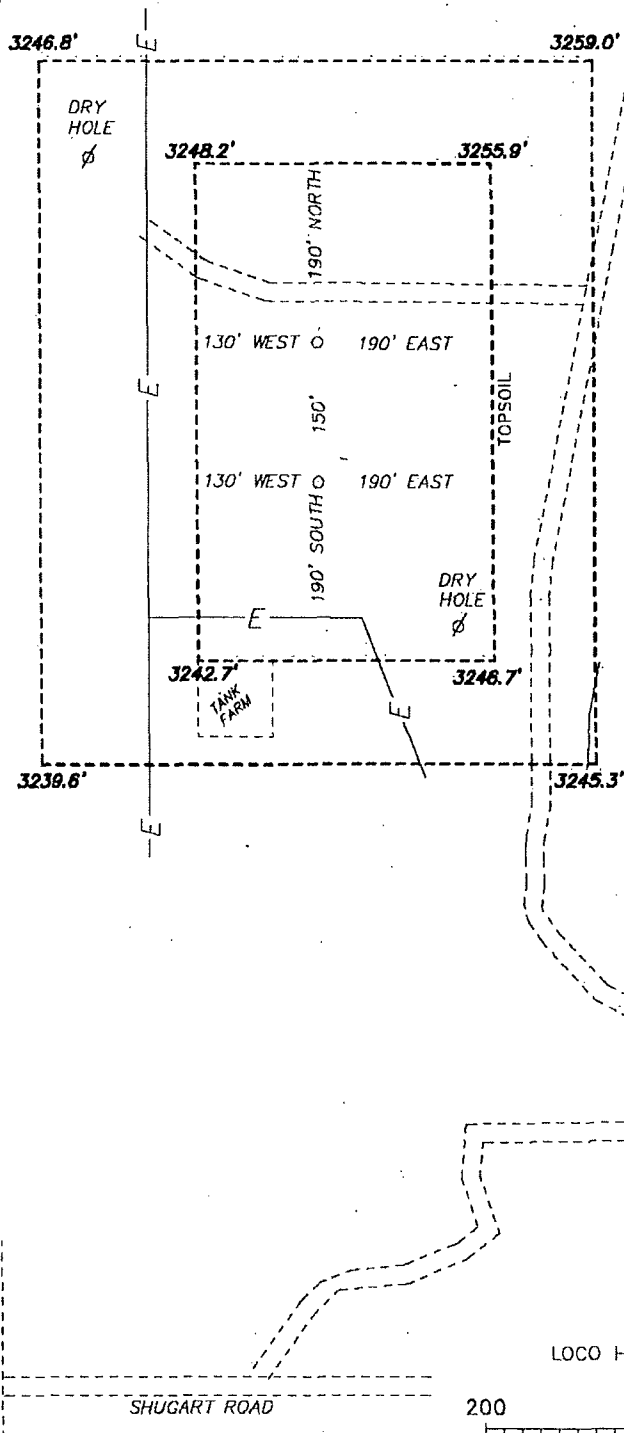 E
3246.8'
3259.0'
DRY
HOLE
3248.2'
3255.9'
190' NORTH
130' WEST
190' EAST
E
150'
TOPSOIL
130' WEST
190' EAST
190' SOUTH
DRY
HOLE
E
3242.7'
3246.7'
TANK
FARM
E
3239.6'
3245.3'
E
LOCO H
SHUGART ROAD
200